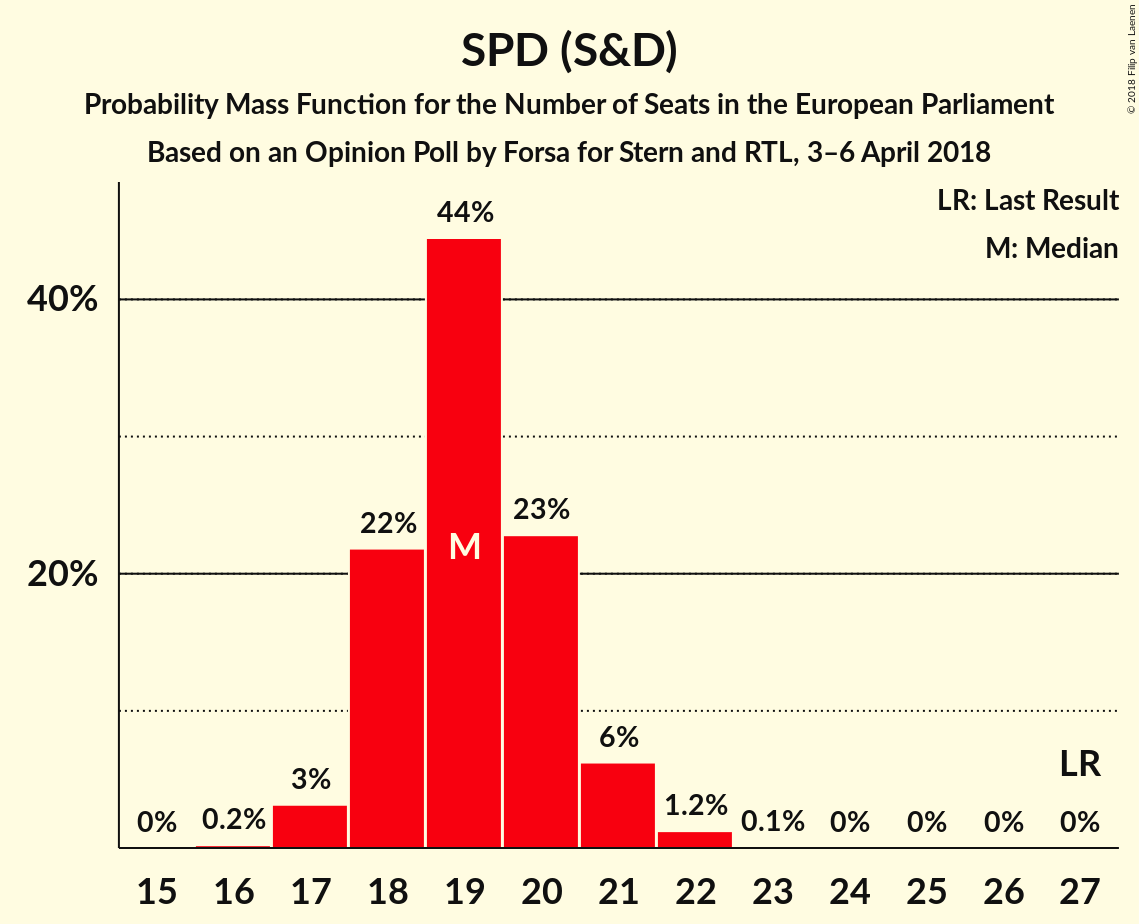 SPD (S&D)
Probability Mass Function for the Number of Seats in the European Parliament
Based on an Opinion Poll by Forsa for Stern and RTL, 3–6 April 2018
© 2018 Filip van Laenen
LR: Last Result
M: Median
40%
20%
0%
0.2%
3%
22%
44%
M
23%
6%
1.2%
0.1%
0%
0%
0%
LR
0%
15 16 17 18 19 20 21 22 23 24 25 26 27